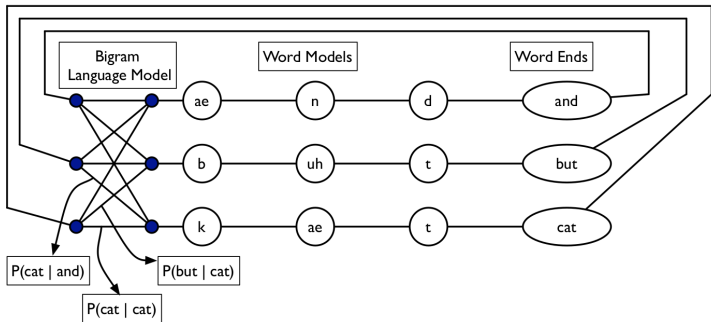 Bigram
Language Model
Word Models
Word Ends
ae n d and
b uh t but
k ae t cat
P(cat | and)
P(but | cat)
P(cat | cat)